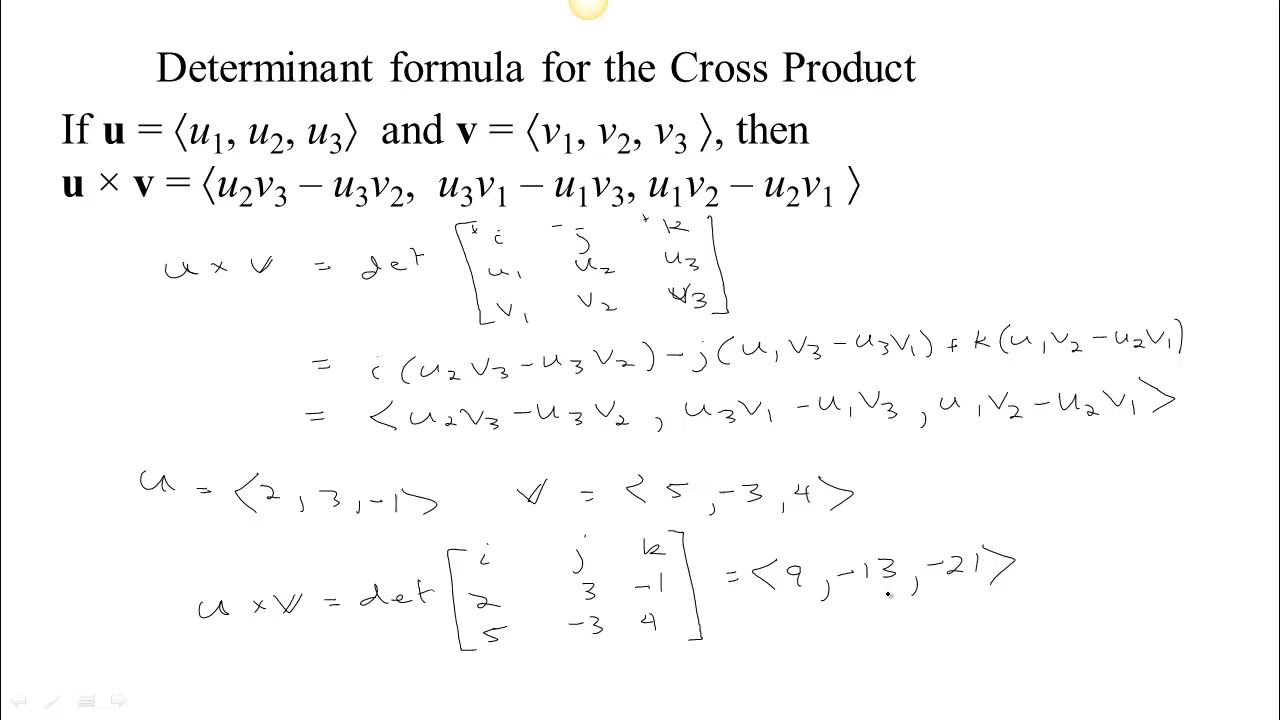 Determinant formula for the Cross Product
If u = ⟨u₁, u₂, u₃⟩ and v = ⟨v₁, v₂, v₃ ⟩, then
u × v = ⟨u₂v₃ – u₃v₂, u₃v₁ – u₁v₃, u₁v₂ – u₂v₁ ⟩
+ i - j + k
u × v = det [ u₁ u₂ u₃ ]
v₁ v₂ v₃
= i (u₂v₃ - u₃v₂) - j (u₁v₃ - u₃v₁) + k (u₁v₂ - u₂v₁)
= < u₂v₃ - u₃v₂ , u₃v₁ - u₁v₃ , u₁v₂ - u₂v₁ >
u = <2, 3, -1> v = <5, -3, 4>
i j k
u × v = det [ 2 3 -1 ] = <9, -13, -21>
5 -3 4